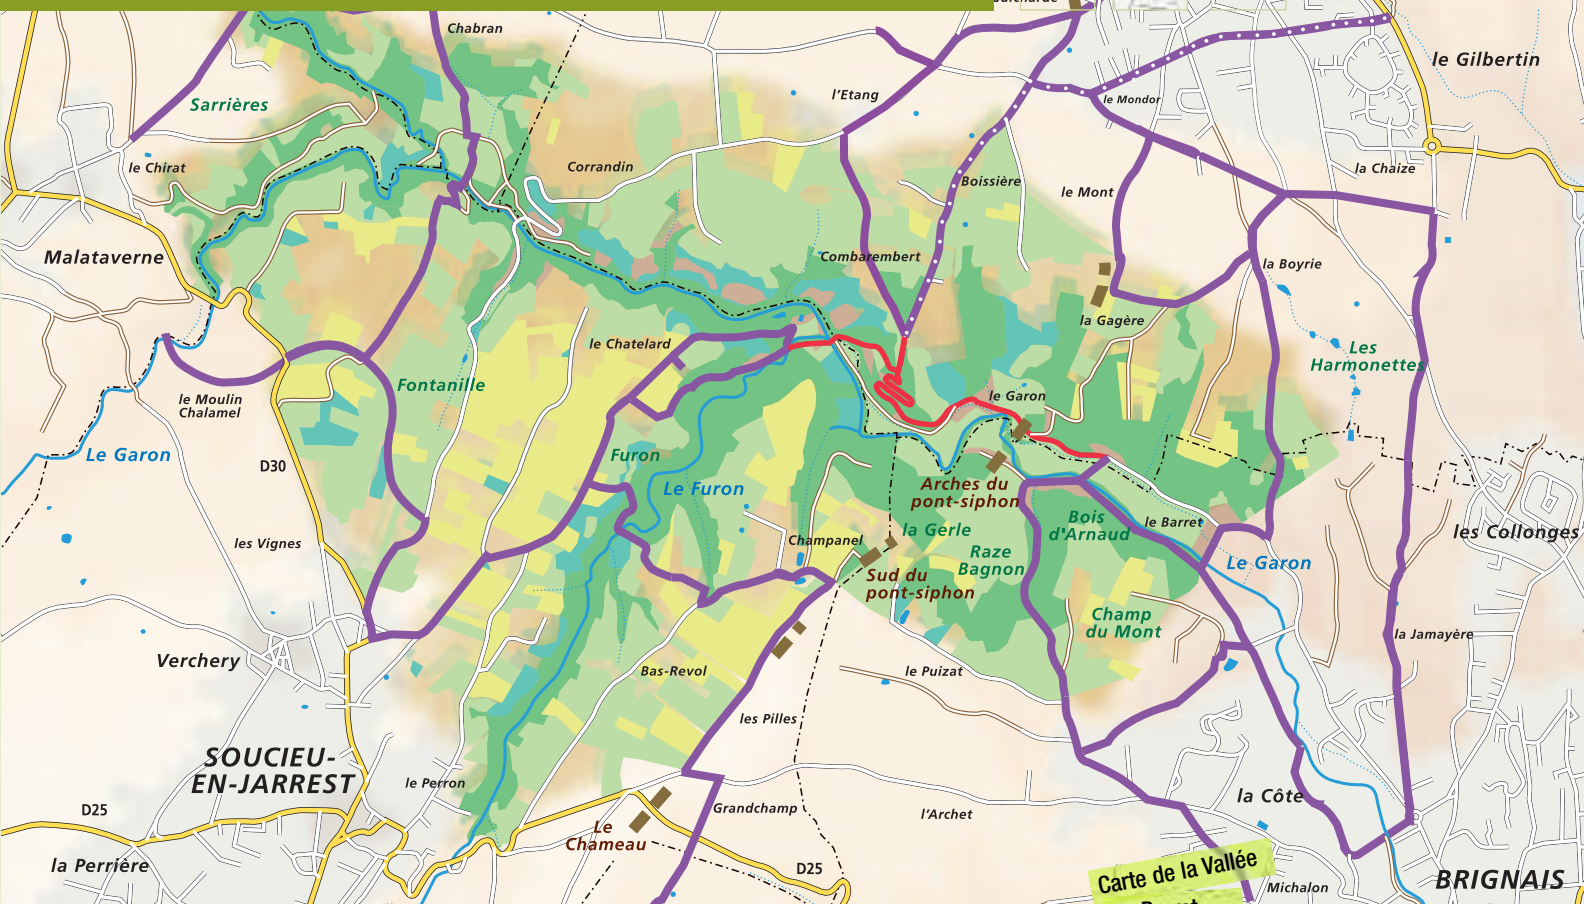 Chabran
le Gilbertin
l'Etang
le Mondor
Sarrières
le Chirat
Corrandin
Boissière
le Mont
la Chaize
Malataverne
Combarembert
la Boyrie
la Gagère
le Chatelard
Les
Harmonettes
Fontanille
le Moulin
Chalamel
le Garon
Le Garon
D30
Furon
Le Furon
Arches du
pont-siphon
la Gerle
Bois
d'Arnaud
le Barret
les Collonges
les Vignes
Champanel
Raze
Bagnon
Le Garon
Sud du
pont-siphon
Champ
du Mont
la Jamayère
Verchery
Bas-Revol
le Puizat
les Pilles
SOUCIEU-
EN-JARREST
le Perron
la Côte
D25
Grandchamp
l'Archet
Le
Chameau
la Perrière
D25
Carte de la Vallée
Michalon
BRIGNAIS